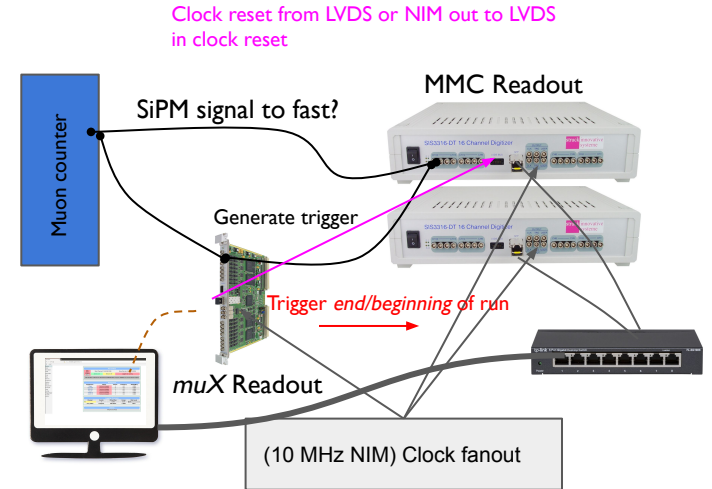 Clock reset from LVDS or NIM out to LVDS
in clock reset
MMC Readout
SiPM signal to fast?
Muon counter
SIS3316-DT 16 Channel Digitizer
Generate trigger
SIS3316-DT 16 Channel Digitizer
Trigger end/beginning of run
tp-link
muX Readout
(10 MHz NIM) Clock fanout